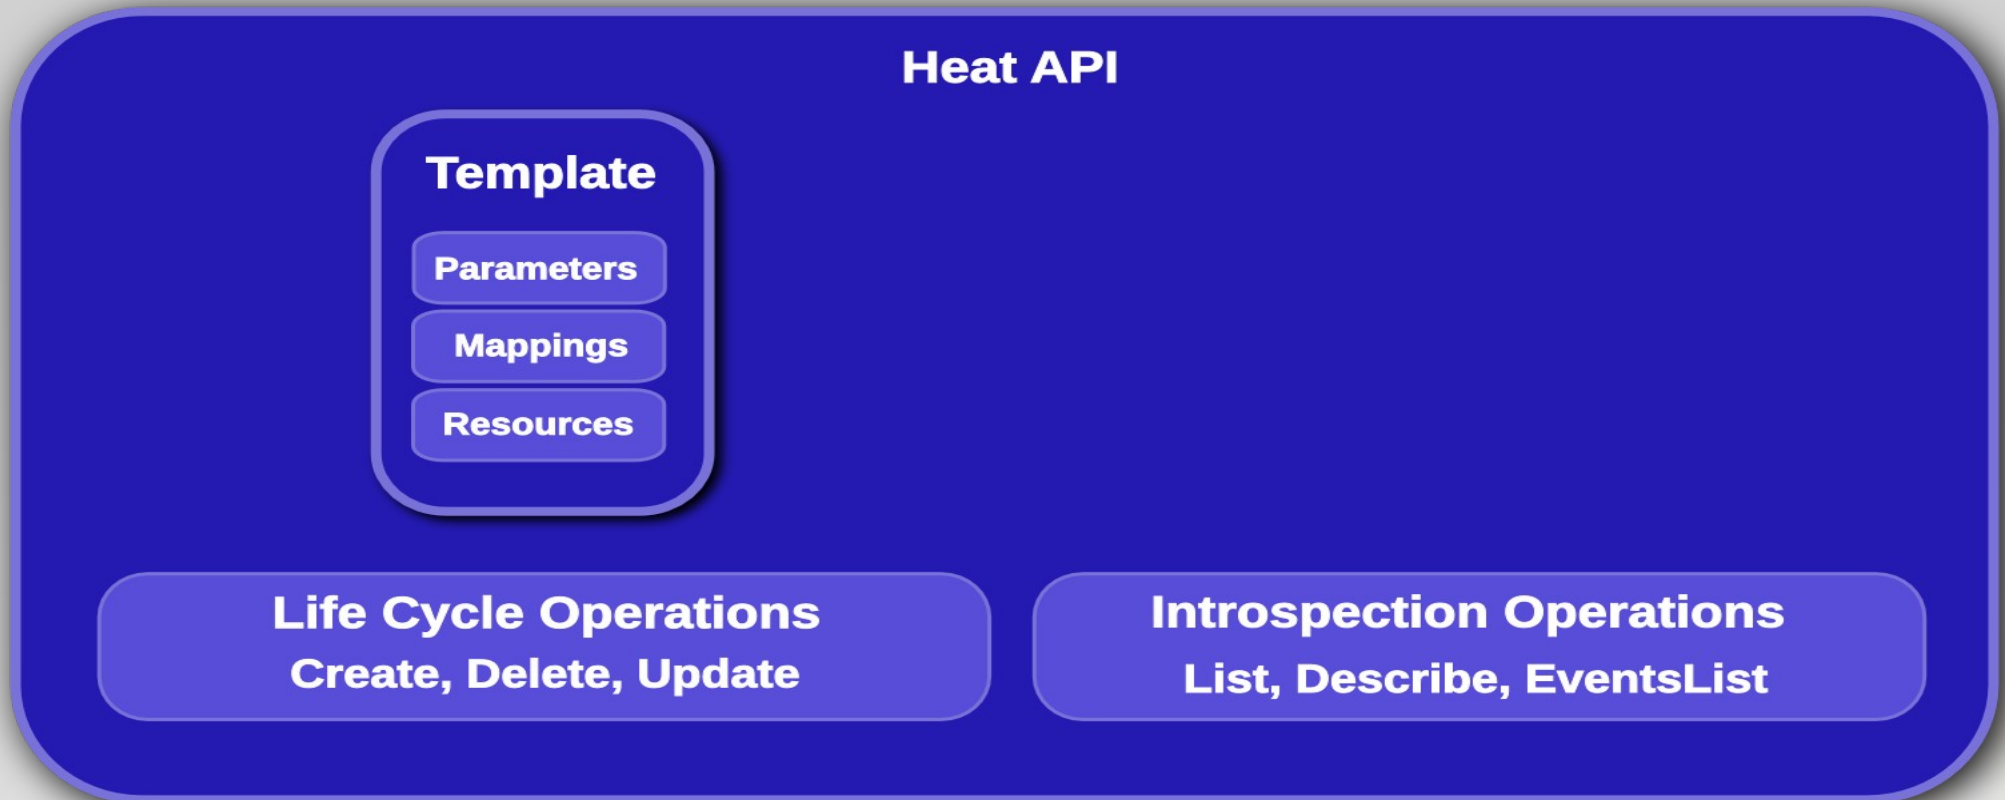 Heat API
Template
Parameters
Mappings
Resources
Life Cycle Operations
Create, Delete, Update
Introspection Operations
List, Describe, EventsList